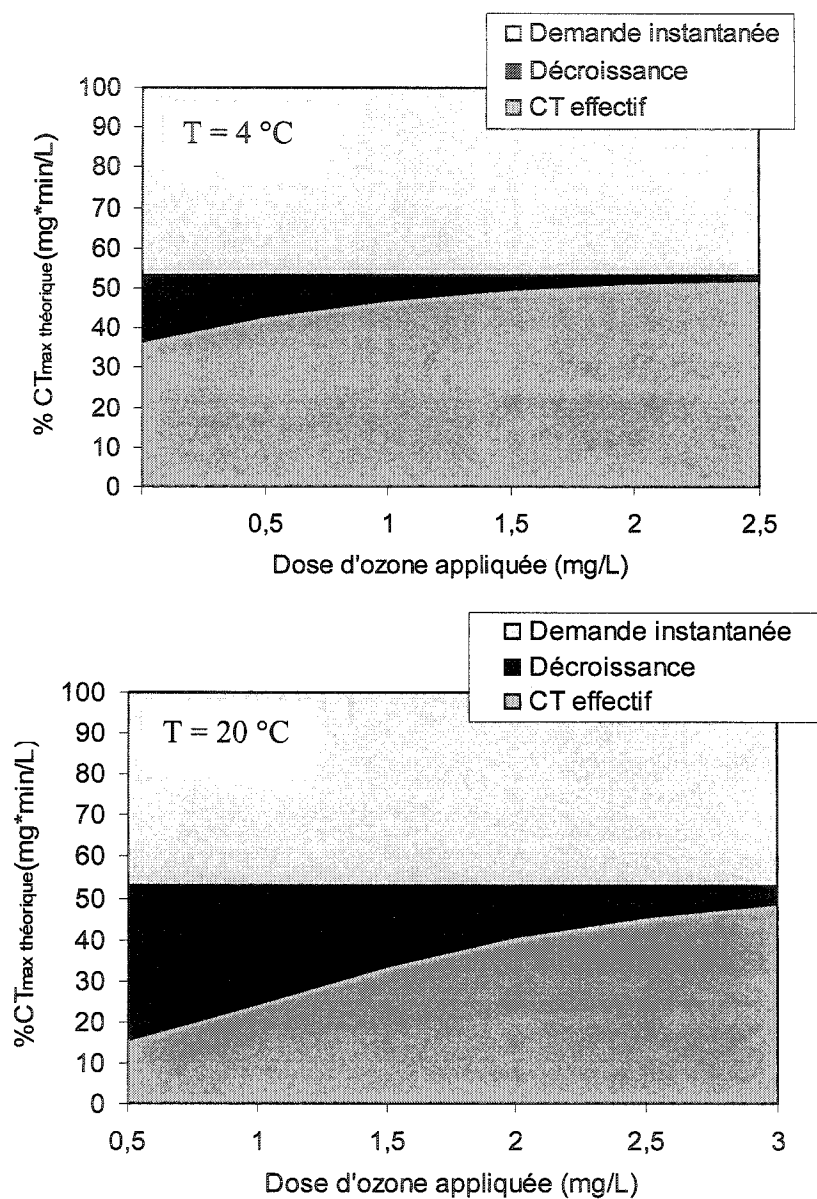 Demande instantanée
Décroissance
CT effectif
T = 4 °C
% CTmax théorique (mg*min/L)
100
90
80
70
60
50
40
30
20
10
0
0,5
1
1,5
2
2,5
Dose d'ozone appliquée (mg/L)
Demande instantanée
Décroissance
CT effectif
T = 20 °C
%CTmax théorique (mg*min/L)
100
90
80
70
60
50
40
30
20
10
0
0,5
1
1,5
2
2,5
3
Dose d'ozone appliquée (mg/L)